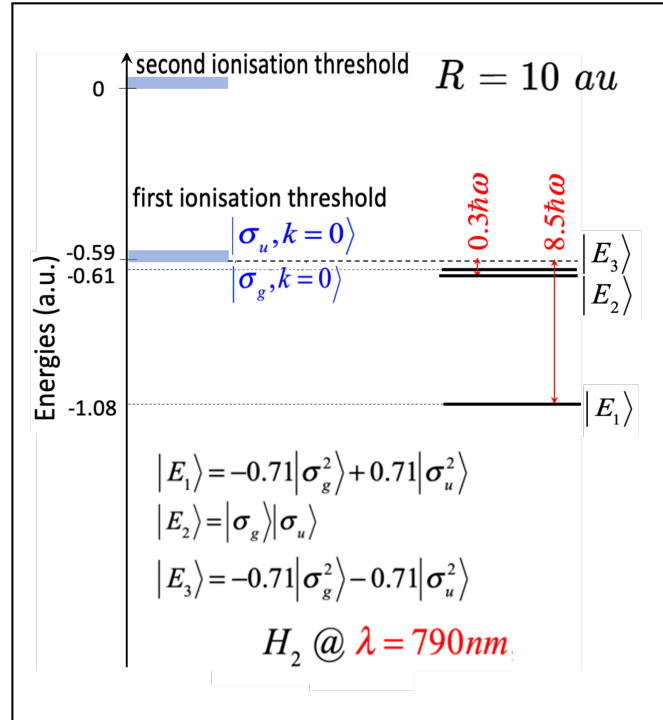 second ionisation threshold
R = 10 au
0
first ionisation threshold
0.3ℏω
8.5ℏω
|σ_u, k = 0⟩
-0.59
|E_3⟩
-0.61
|σ_g, k = 0⟩
|E_2⟩
Energies (a.u.)
-1.08
|E_1⟩
|E_1⟩ = −0.71|σ_g^2⟩ + 0.71|σ_u^2⟩
|E_2⟩ = |σ_g⟩|σ_u⟩
|E_3⟩ = −0.71|σ_g^2⟩ − 0.71|σ_u^2⟩
H_2 @ λ = 790nm